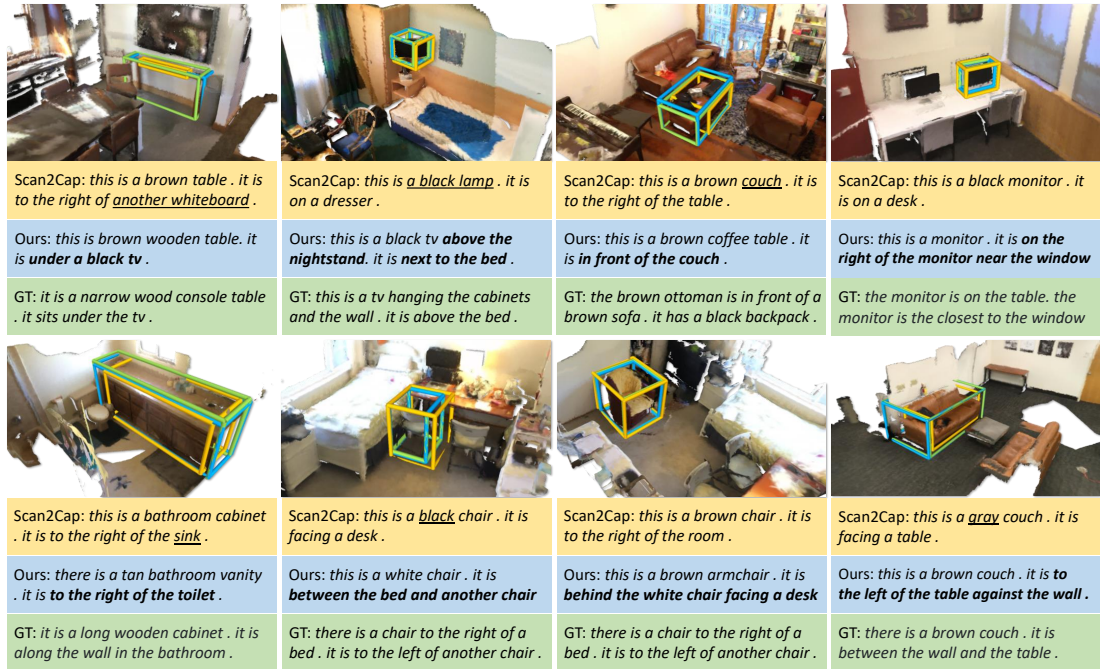 Scan2Cap: this is a brown table . it is
to the right of another whiteboard .
Ours: this is brown wooden table. it
is under a black tv .
GT: it is a narrow wood console table
. it sits under the tv .
Scan2Cap: this is a black lamp . it is
on a dresser .
Ours: this is a black tv above the
nightstand. it is next to the bed .
GT: this is a tv hanging the cabinets
and the wall . it is above the bed .
Scan2Cap: this is a brown couch . it is
to the right of the table .
Ours: this is a brown coffee table . it
is in front of the couch .
GT: the brown ottoman is in front of a
brown sofa . it has a black backpack .
Scan2Cap: this is a black monitor . it
is on a desk .
Ours: this is a monitor . it is on the
right of the monitor near the window
GT: the monitor is on the table. the
monitor is the closest to the window
Scan2Cap: this is a bathroom cabinet
. it is to the right of the sink .
Ours: there is a tan bathroom vanity
. it is to the right of the toilet .
GT: it is a long wooden cabinet . it is
along the wall in the bathroom .
Scan2Cap: this is a black chair . it is
facing a desk .
Ours: this is a white chair . it is
between the bed and another chair
GT: there is a chair to the right of a
bed . it is to the left of another chair .
Scan2Cap: this is a brown chair . it is
to the right of the room .
Ours: this is a brown armchair . it is
behind the white chair facing a desk
GT: there is a chair to the right of a
bed . it is to the left of another chair .
Scan2Cap: this is a gray couch . it is
facing a table .
Ours: this is a brown couch . it is to
the left of the table against the wall .
GT: there is a brown couch . it is
between the wall and the table .